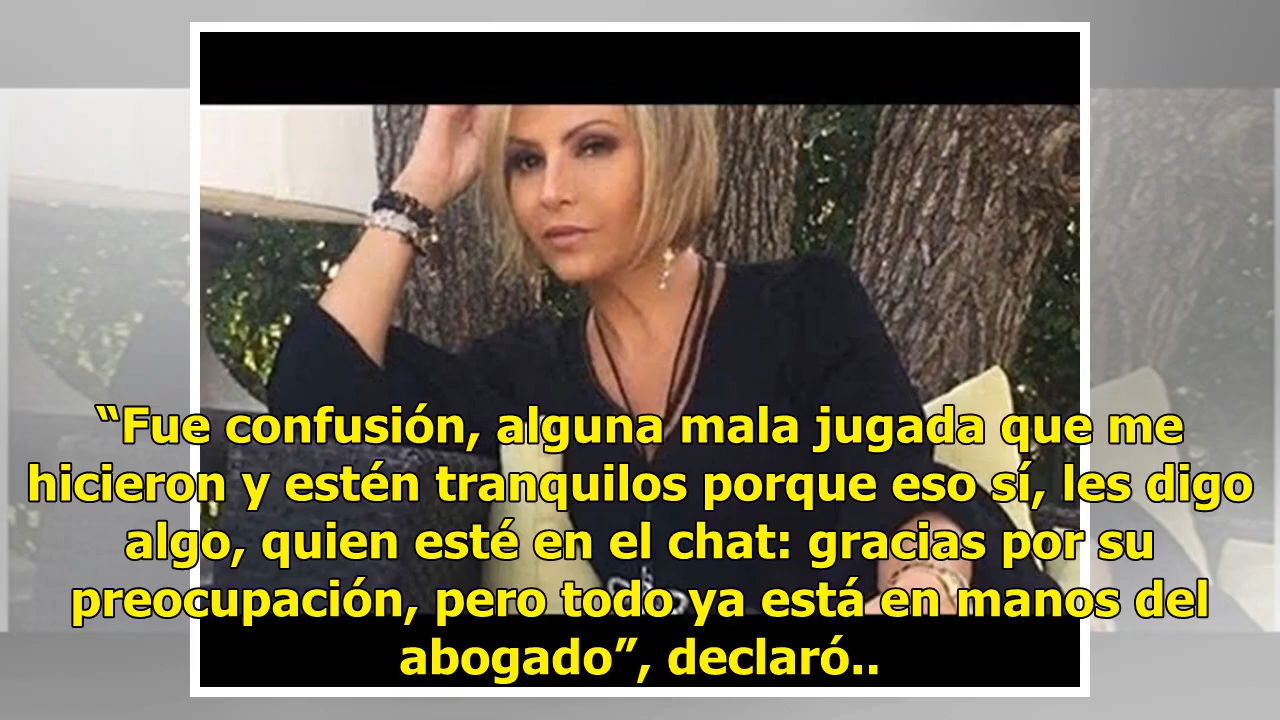 “Fue confusión, alguna mala jugada que me
hicieron y estén tranquilos porque eso sí, les digo
algo, quien esté en el chat: gracias por su
preocupación, pero todo ya está en manos del
abogado”, declaró..